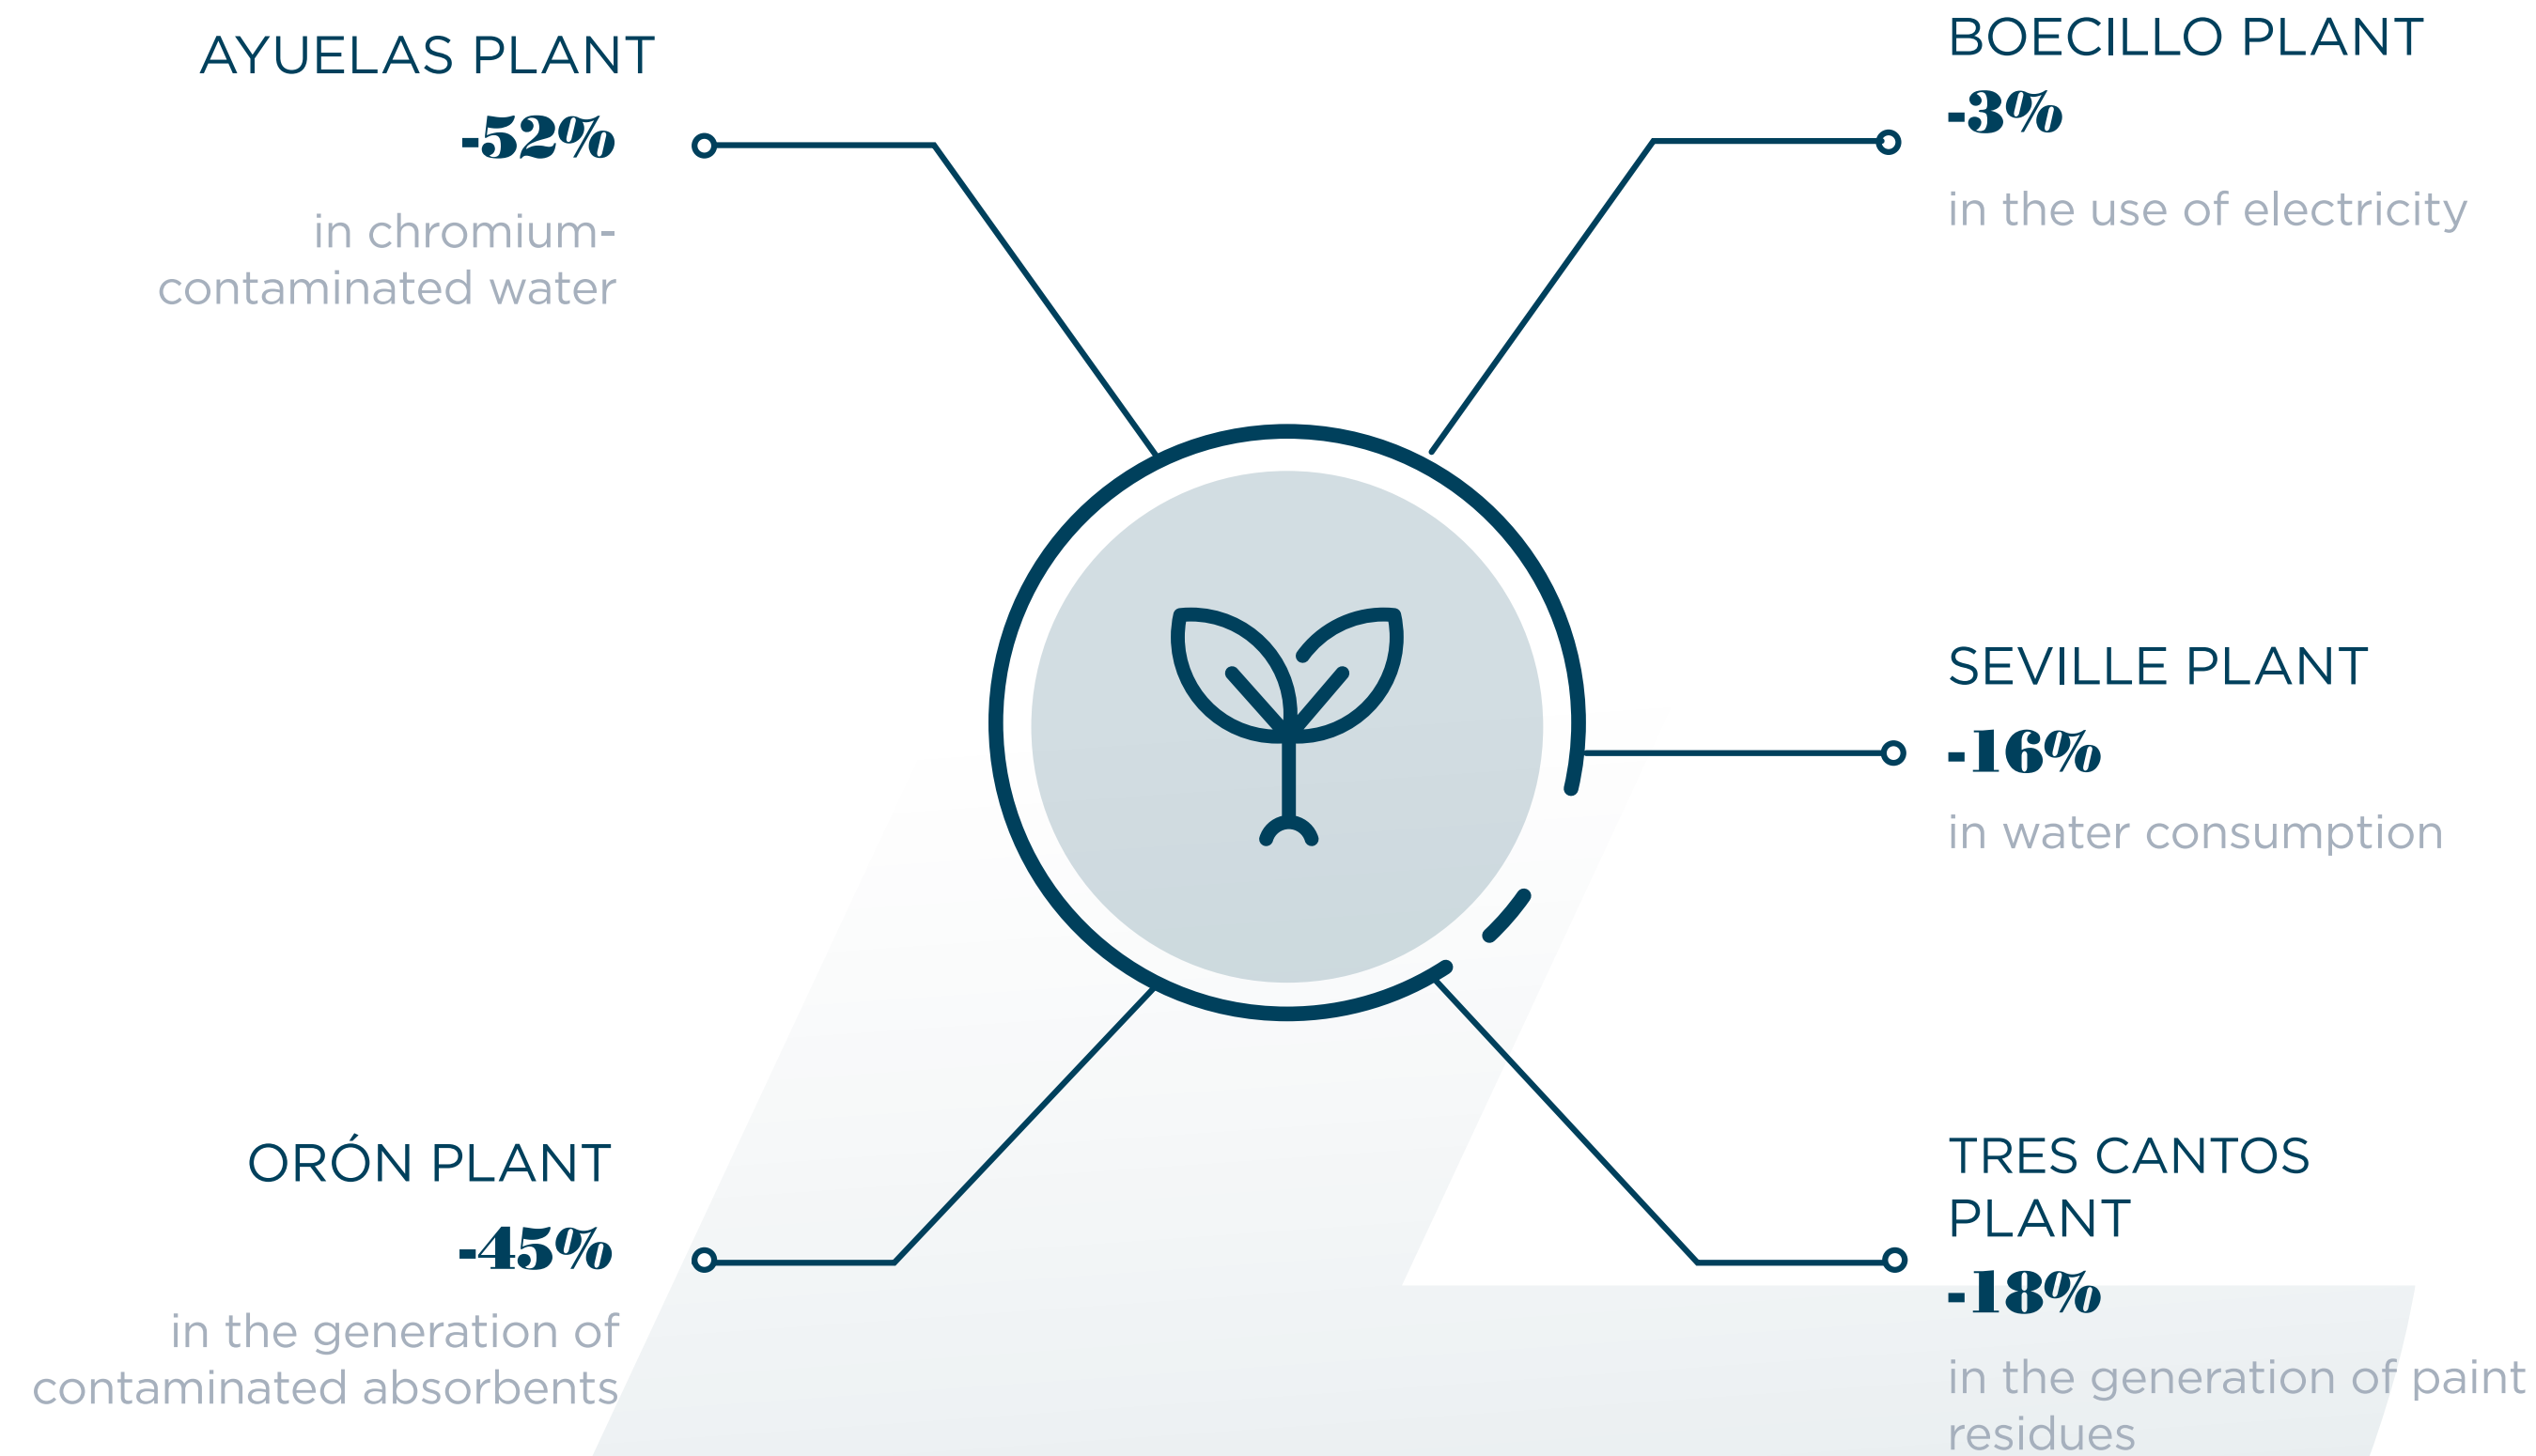 AYUELAS PLANT
-52%
in chromium-
contaminated water
BOECILLO PLANT
-3%
in the use of electricity
SEVILLE PLANT
-16%
in water consumption
ORÓN PLANT
-45%
in the generation of
contaminated absorbents
TRES CANTOS
PLANT
-18%
in the generation of paint
residues